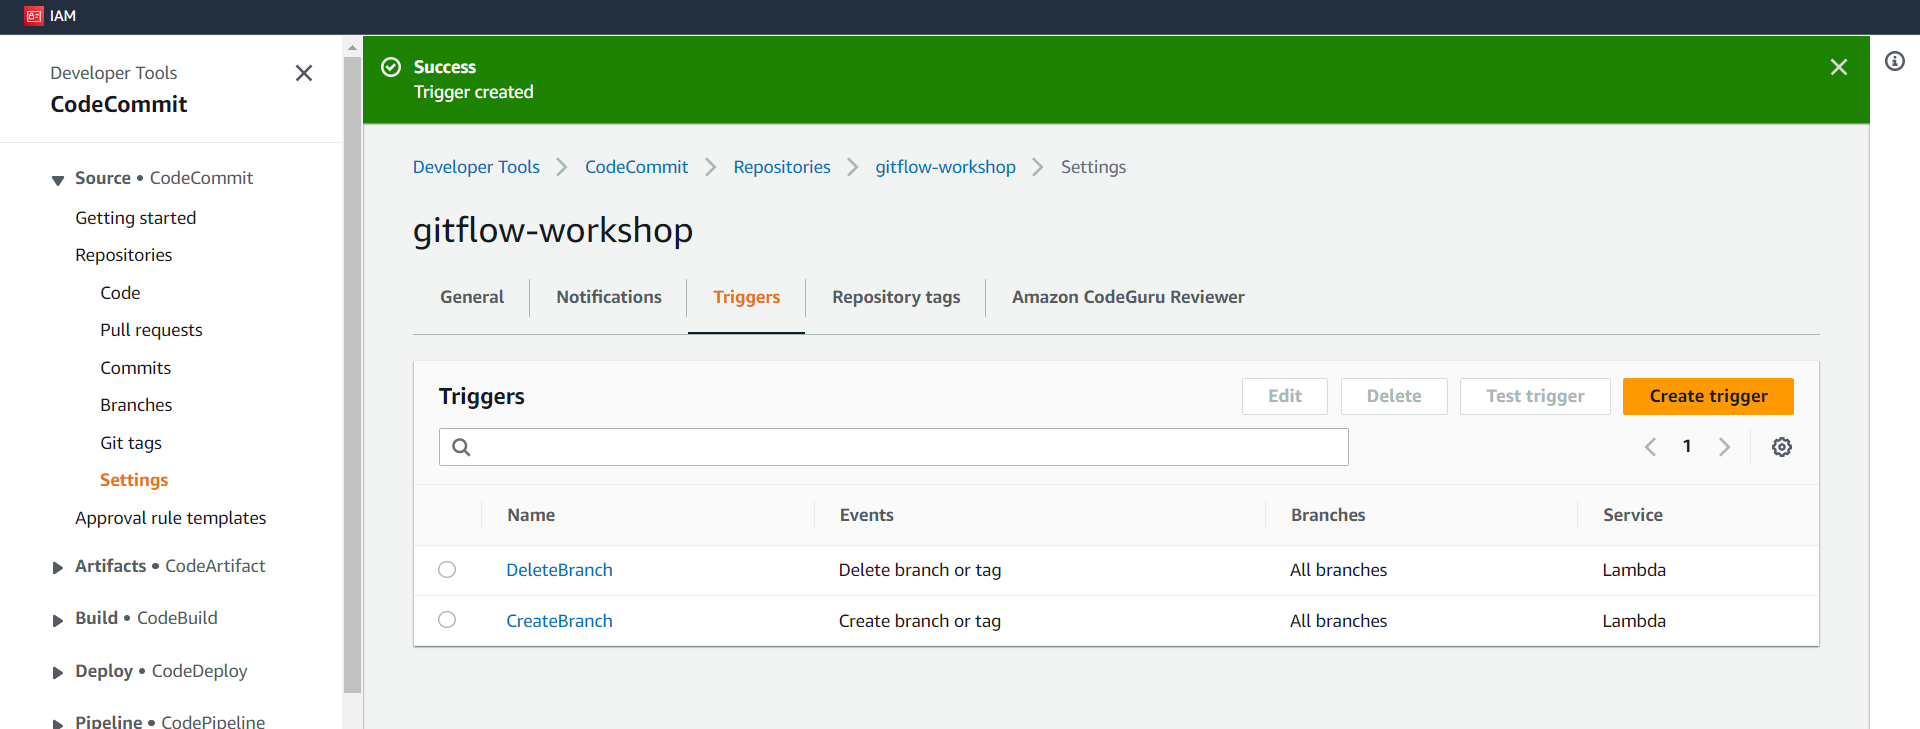 IAM
Developer Tools
CodeCommit
Source • CodeCommit
Getting started
Repositories
Code
Pull requests
Commits
Branches
Git tags
Settings
Approval rule templates
Artifacts • CodeArtifact
Build • CodeBuild
Deploy • CodeDeploy
Pipeline • CodePipeline
Success
Trigger created
Developer Tools > CodeCommit > Repositories > gitflow-workshop > Settings
gitflow-workshop
General Notifications Triggers Repository tags Amazon CodeGuru Reviewer
Triggers Edit Delete Test trigger Create trigger
1
Name Events Branches Service
DeleteBranch Delete branch or tag All branches Lambda
CreateBranch Create branch or tag All branches Lambda